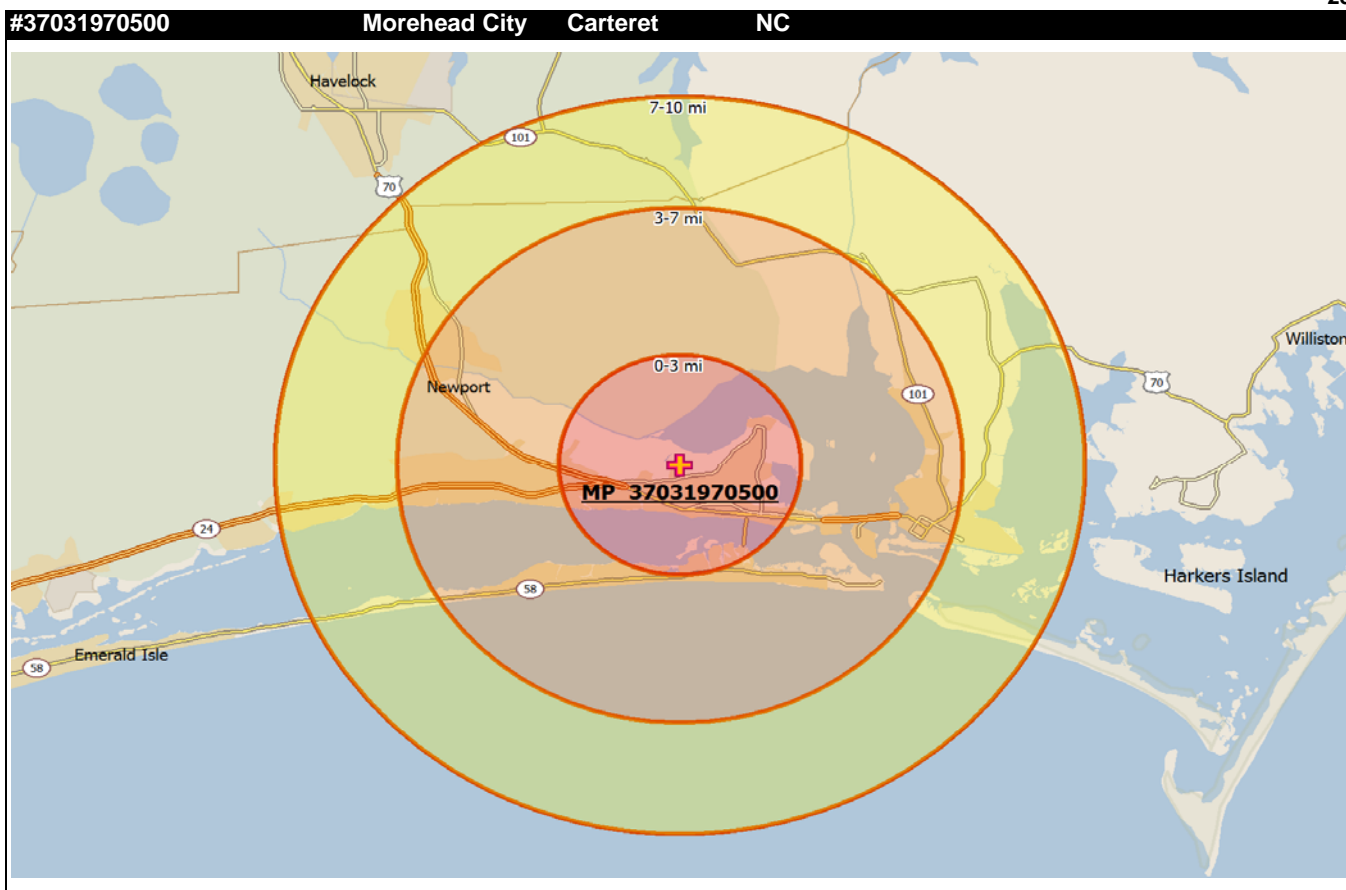 #37031970500 Morehead City Carteret NC
Havelock
7-10 mi
101
70
3-7 mi
Williston
0-3 mi
70
Newport
101
MP 37031970500
24
Harkers Island
58
Emerald Isle
58